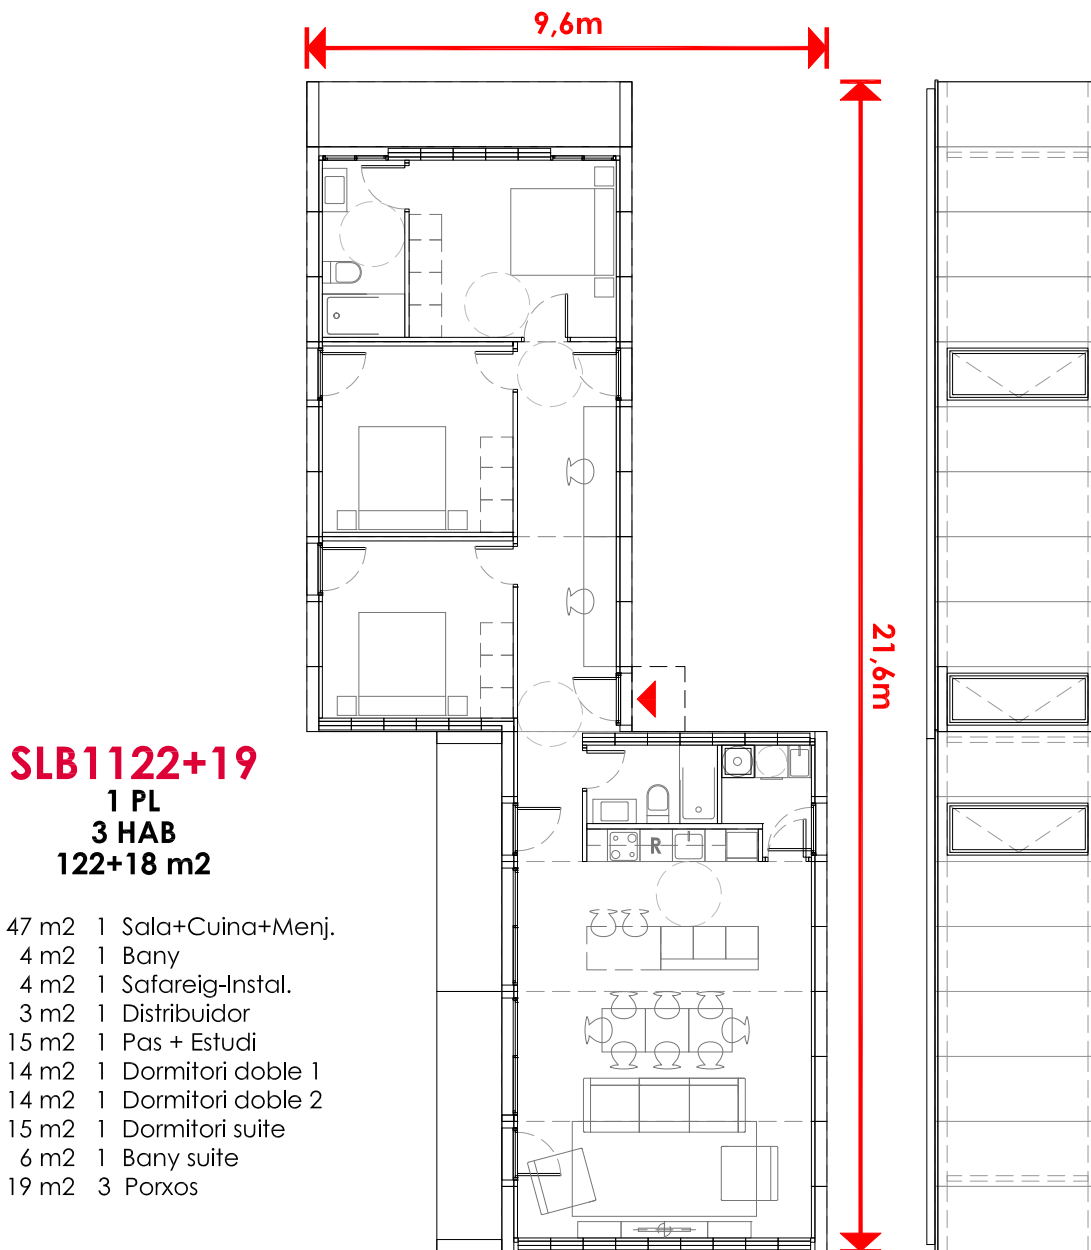 9,6m
21,6m
SLB1122+19
1 PL
3 HAB
122+18 m2
47 m2 1 Sala+Cuina+Menj.
4 m2 1 Bany
4 m2 1 Safareig-Instal.
3 m2 1 Distribuidor
15 m2 1 Pas + Estudi
14 m2 1 Dormitori doble 1
14 m2 1 Dormitori doble 2
15 m2 1 Dormitori suite
6 m2 1 Bany suite
19 m2 3 Porxos
R